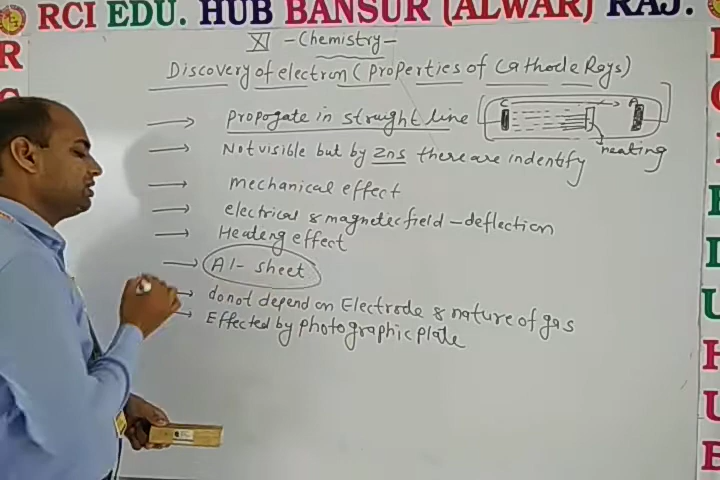 RCI EDU. HUB BANSUR (ALWAR) RAJ.
XI - Chemistry -
Discovery of electron (Properties of Cathode Rays)
→ propogate in straight line
C A
heating
→ Not visible but by Zns there are indentify
→ mechanical effect
→ electrical & magnetic field - deflection
→ Heateng effect
→ Al- sheet
→ donot depend on Electrode & nature of gas
→ Effected by photographic plate
R
E
D
U
H
U
B